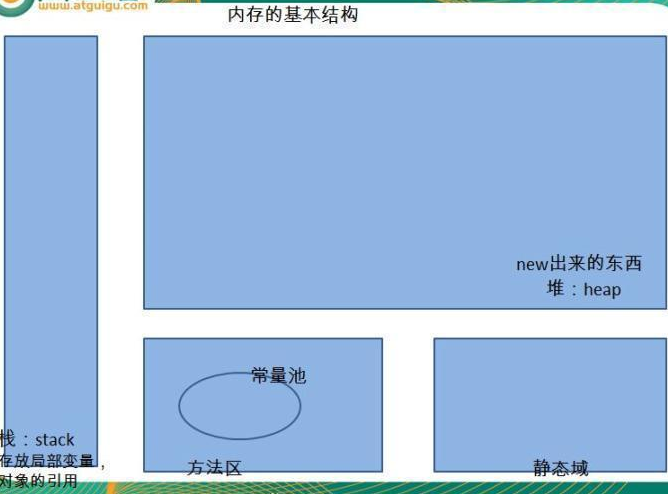 www.atguigu.com
内存的基本结构
new出来的东西
堆：heap
常量池
栈：stack
存放局部变量，
对象的引用
方法区
静态域